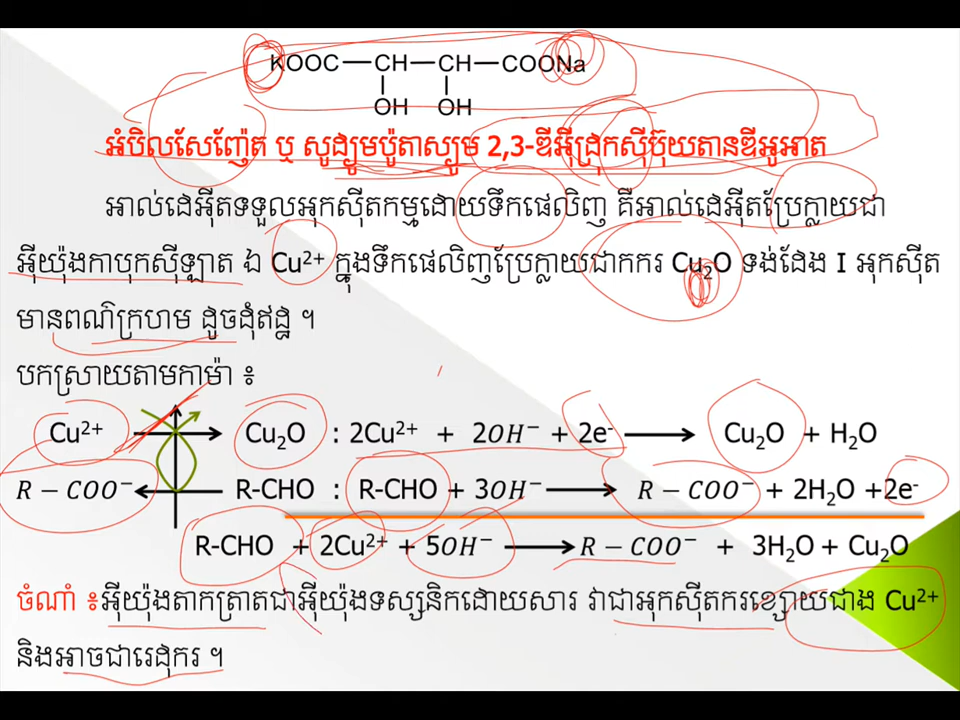 KOOC — CH — CH — COONa
OH OH
អំបិលសែញ៉ែត ឬ សូដ្យូមប៉ូតាស្យូម 2,3-ឌីអ៊ីដ្រុកស៊ីប៊ុយតានឌីអូអាត
អាល់ដេអ៊ីតទទួលអុកស៊ីតកម្មដោយទឹកផេលិញ គឺអាល់ដេអ៊ីតប្រែក្លាយជា
អ៊ីយ៉ុងកាបុកស៊ីឡាត ឯ Cu²⁺ ក្នុងទឹកផេលិញប្រែក្លាយជាកករ Cu₂O ទង់ដែង I អុកស៊ីត
មានពណ៌ក្រហម ដូចដុំឥដ្ឋ ។
បកស្រាយតាមកាម៉ា ៖
Cu²⁺ → Cu₂O : 2Cu²⁺ + 2OH⁻ + 2e⁻ → Cu₂O + H₂O
R − COO⁻ ← R-CHO : R-CHO + 3OH⁻ → R − COO⁻ + 2H₂O +2e⁻
R-CHO + 2Cu²⁺ + 5OH⁻ → R − COO⁻ + 3H₂O + Cu₂O
ចំណាំ ៖អ៊ីយ៉ុងតាកត្រាតជាអ៊ីយ៉ុងទស្សនិកដោយសារ វាជាអុកស៊ីតករខ្សោយជាង Cu²⁺
និងអាចជារេដុករ ។